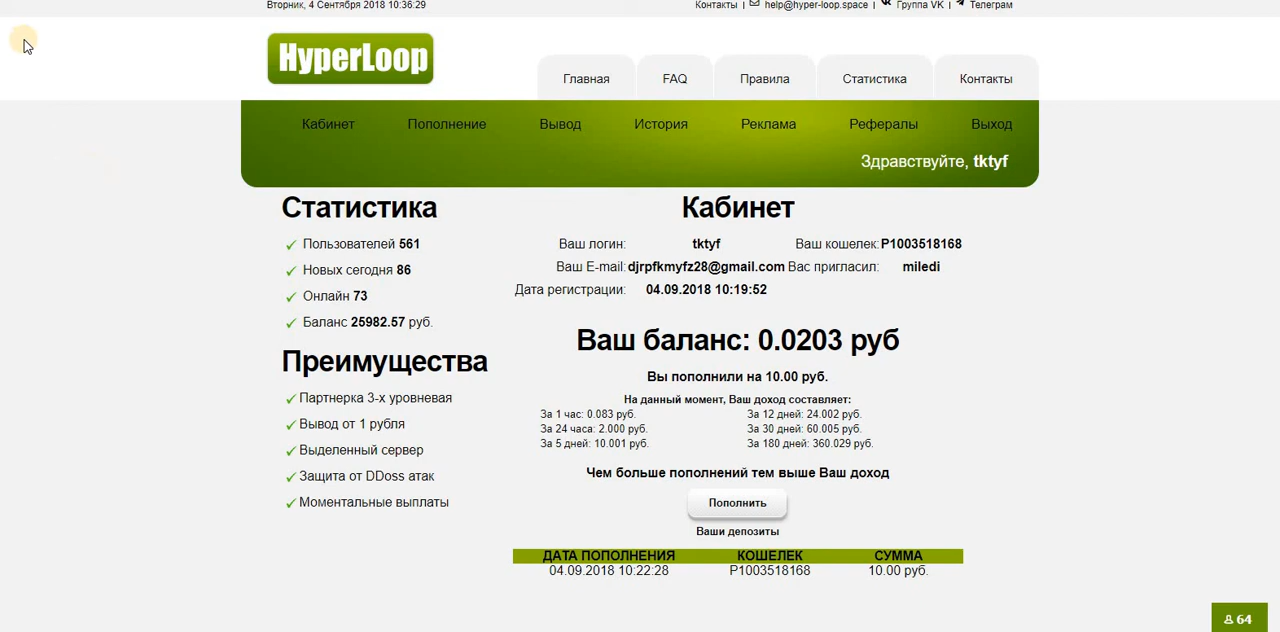 Вторник, 4 Сентября 2018 10:36:29
Контакты | help@hyper-loop.space | Группа VK | Телеграм
HyperLoop
Главная FAQ Правила Статистика Контакты
Кабинет Пополнение Вывод История Реклама Рефералы Выход
Здравствуйте, tktyf
Статистика
Пользователей 561
Новых сегодня 86
Онлайн 73
Баланс 25982.57 руб.
Преимущества
Партнерка 3-х уровневая
Вывод от 1 рубля
Выделенный сервер
Защита от DDoss атак
Моментальные выплаты
Кабинет
Ваш логин: tktyf Ваш кошелек: P1003518168
Ваш E-mail: djrpfkmyfz28@gmail.com Вас пригласил: miledi
Дата регистрации: 04.09.2018 10:19:52
Ваш баланс: 0.0203 руб
Вы пополнили на 10.00 руб.
На данный момент, Ваш доход составляет:
За 1 час: 0.083 руб. За 12 дней: 24.002 руб.
За 24 часа: 2.000 руб. За 30 дней: 60.005 руб.
За 5 дней: 10.001 руб. За 180 дней: 360.029 руб.
Чем больше пополнений тем выше Ваш доход
Пополнить
Ваши депозиты
ДАТА ПОПОЛНЕНИЯ КОШЕЛЕК СУММА
04.09.2018 10:22:28 P1003518168 10.00 руб.
64